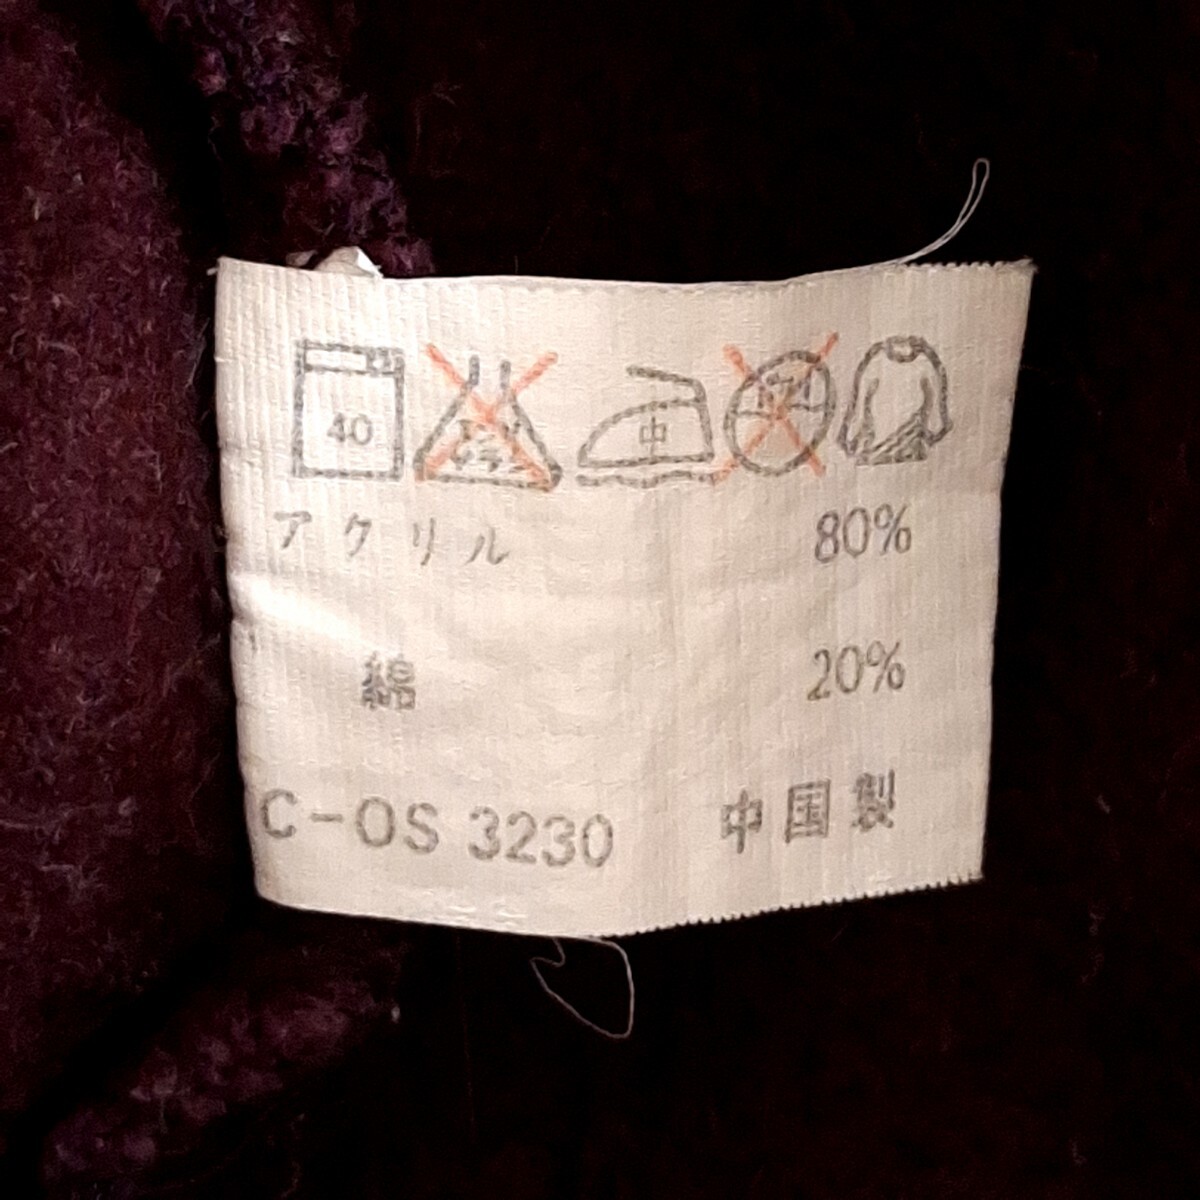 40 中
アクリル 80%
綿 20%
C-OS 3230 中国製